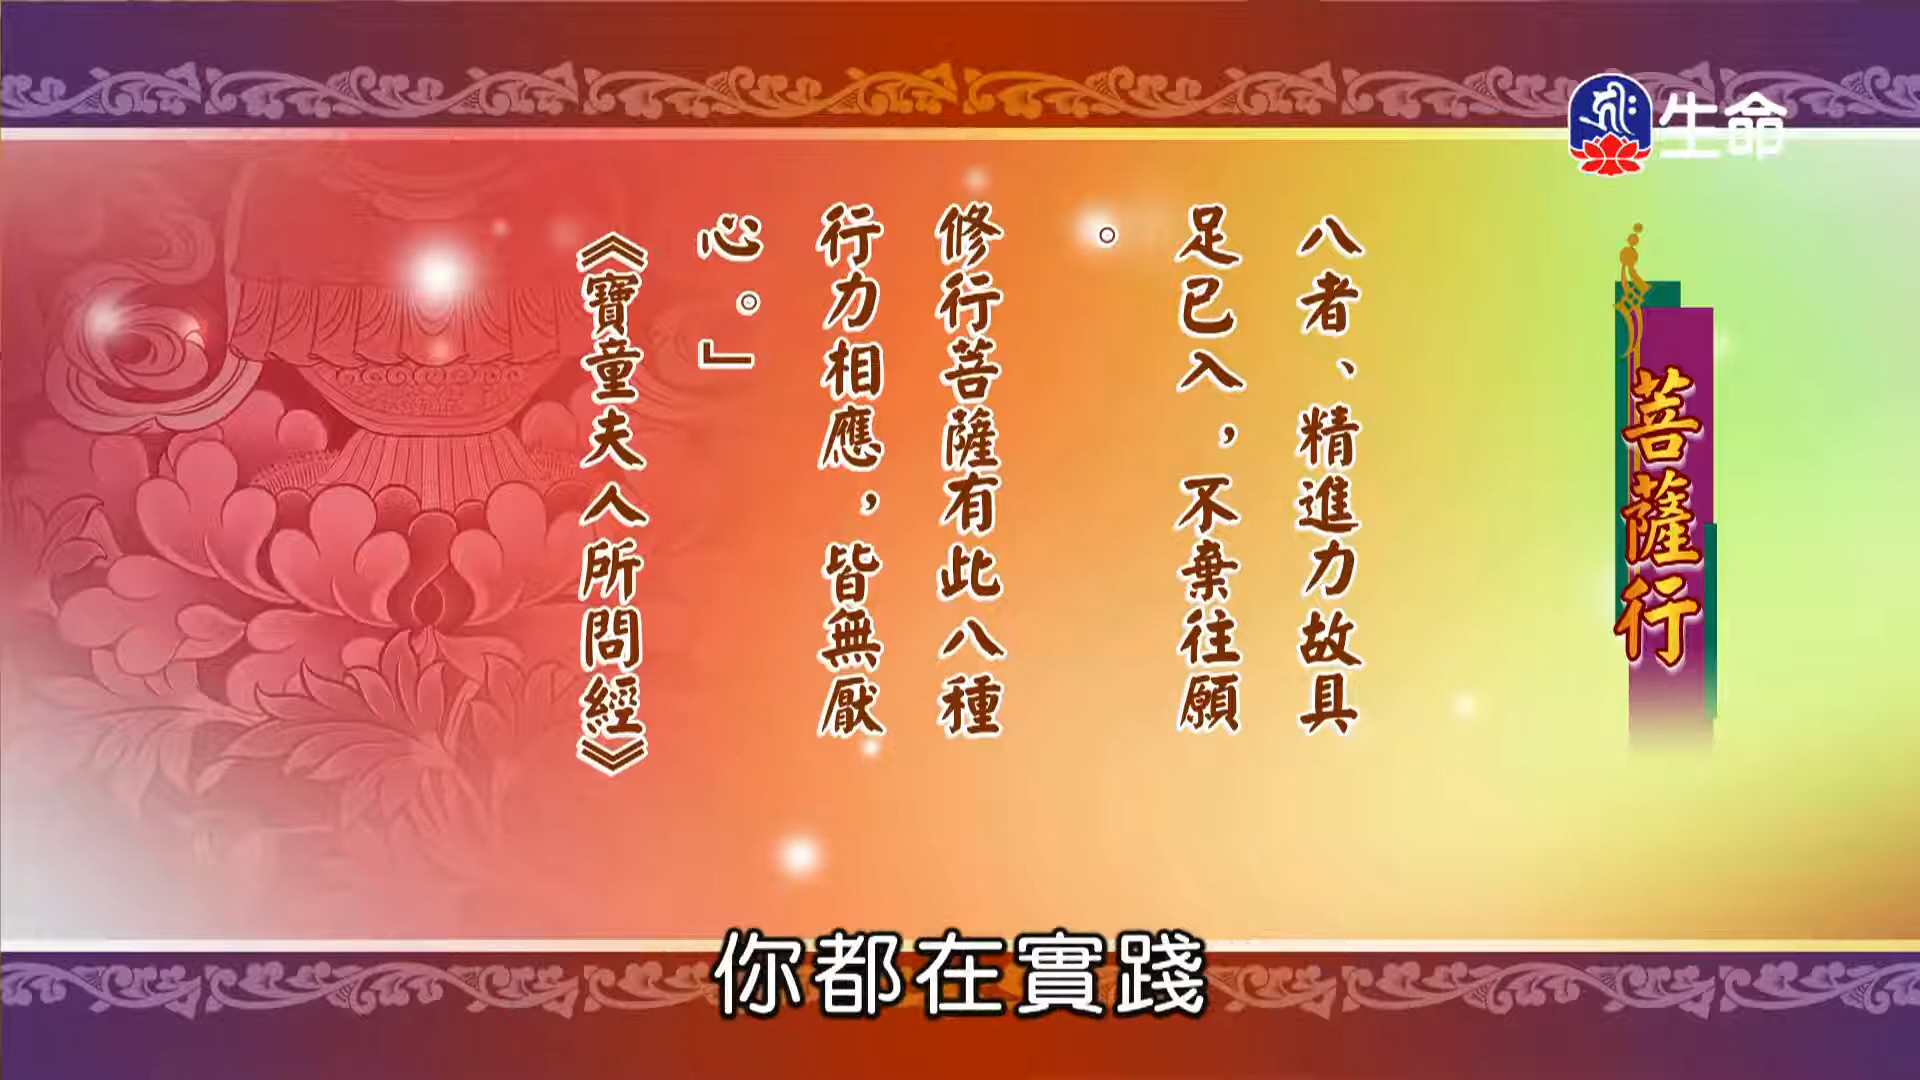 生命
菩薩行
八者、精進力故具
足已入，不棄往願
。
修行菩薩有此八種
行力相應，皆無厭
心。」
《寶童夫人所問經》
你都在實踐